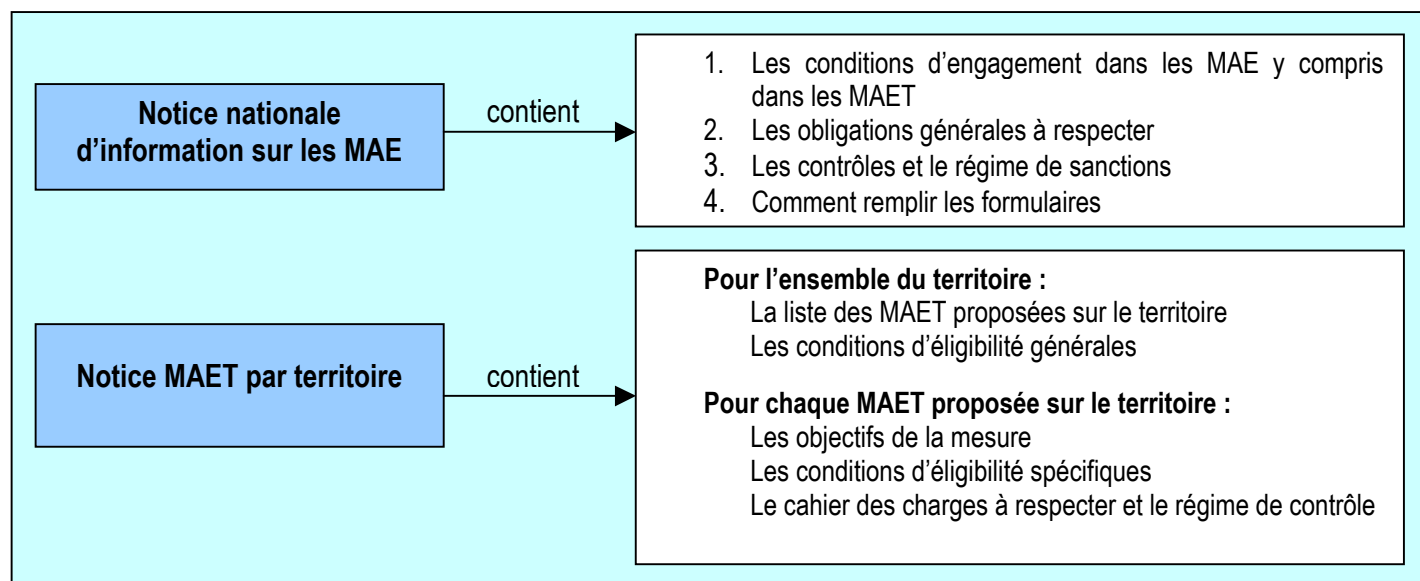 Notice nationale
d’information sur les MAE
contient
1. Les conditions d’engagement dans les MAE y compris
dans les MAET
2. Les obligations générales à respecter
3. Les contrôles et le régime de sanctions
4. Comment remplir les formulaires
Notice MAET par territoire
contient
Pour l’ensemble du territoire :
La liste des MAET proposées sur le territoire
Les conditions d’éligibilité générales
Pour chaque MAET proposée sur le territoire :
Les objectifs de la mesure
Les conditions d’éligibilité spécifiques
Le cahier des charges à respecter et le régime de contrôle